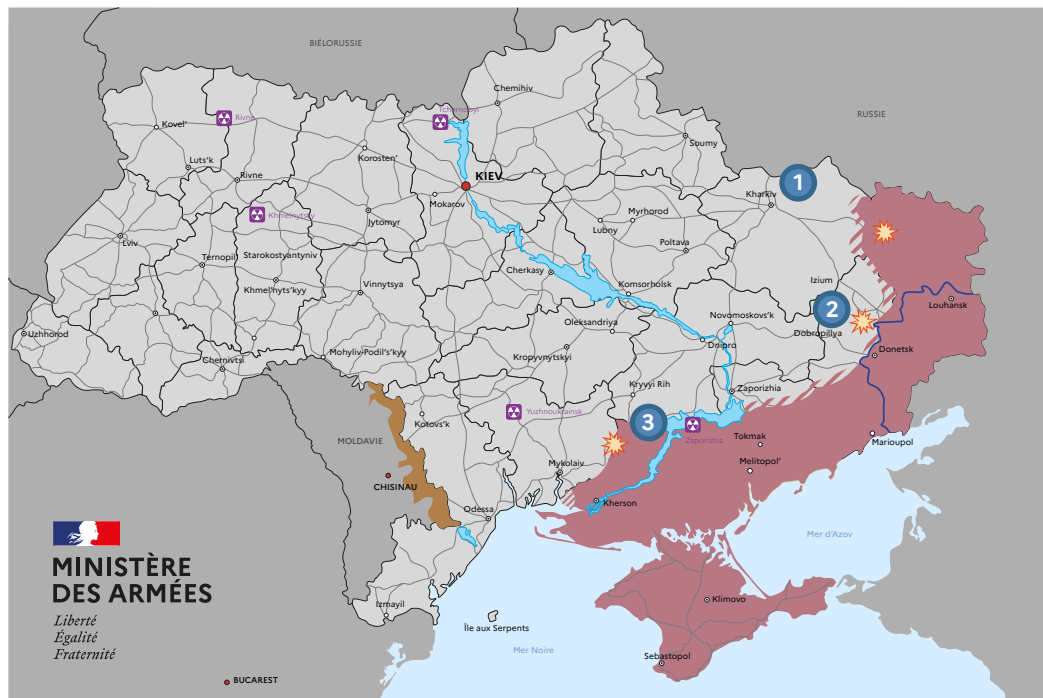 BIÉLORUSSIE
Chemihiv
Tchernobyl
RUSSIE
Rivne
Kovel'
Soumy
Korosten'
Luts'k
Rivne
KIEV
1
Kharkiv
Mokarov
Khmelnytsky
Jytomyr
Myrhorod
Lubny
Poltava
Lviv
Starokostyantyniv
Ternopil
Cherkasy
Izium
Khmel'nyts'kyy
Vinnytsya
Komsorholsk
Louhansk
2
Novomoskovs'k
Oleksandriya
Uzhhorod
Dobropillya
Dnipro
Donetsk
Mohyliv-Podil's'kyy
Kropyvnytskyi
Chernivtsi
Kryvyi Rih
Zaporizhia
Yuzhnoukrainsk
3
Kotovs'k
Zaporizhia
Tokmak
MOLDAVIE
Marioupol
Mykolaiv
Melitopol'
CHISINAU
Kherson
Odessa
Mer d'Azov
MINISTÈRE
DES ARMÉES
Liberté
Égalité
Fraternité
Izmayil
Klimovo
Île aux Serpents
Mer Noire
Sebastopol
BUCAREST